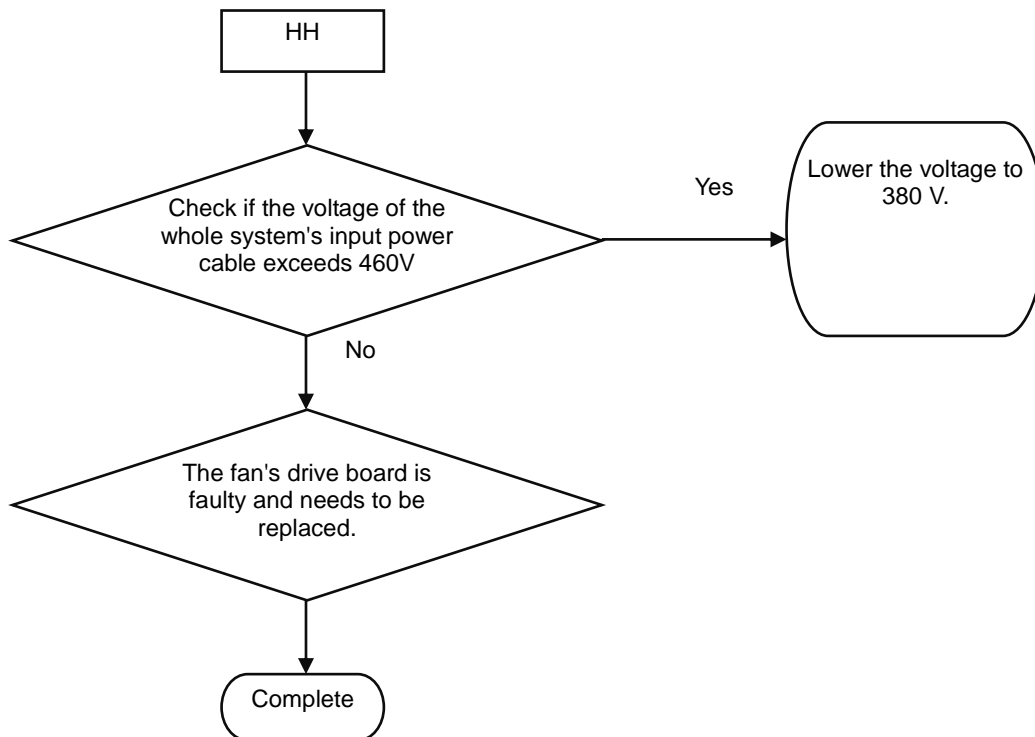 HH
Check if the voltage of the
whole system's input power
cable exceeds 460V
Yes
Lower the voltage to
380 V.
No
The fan's drive board is
faulty and needs to be
replaced.
Complete